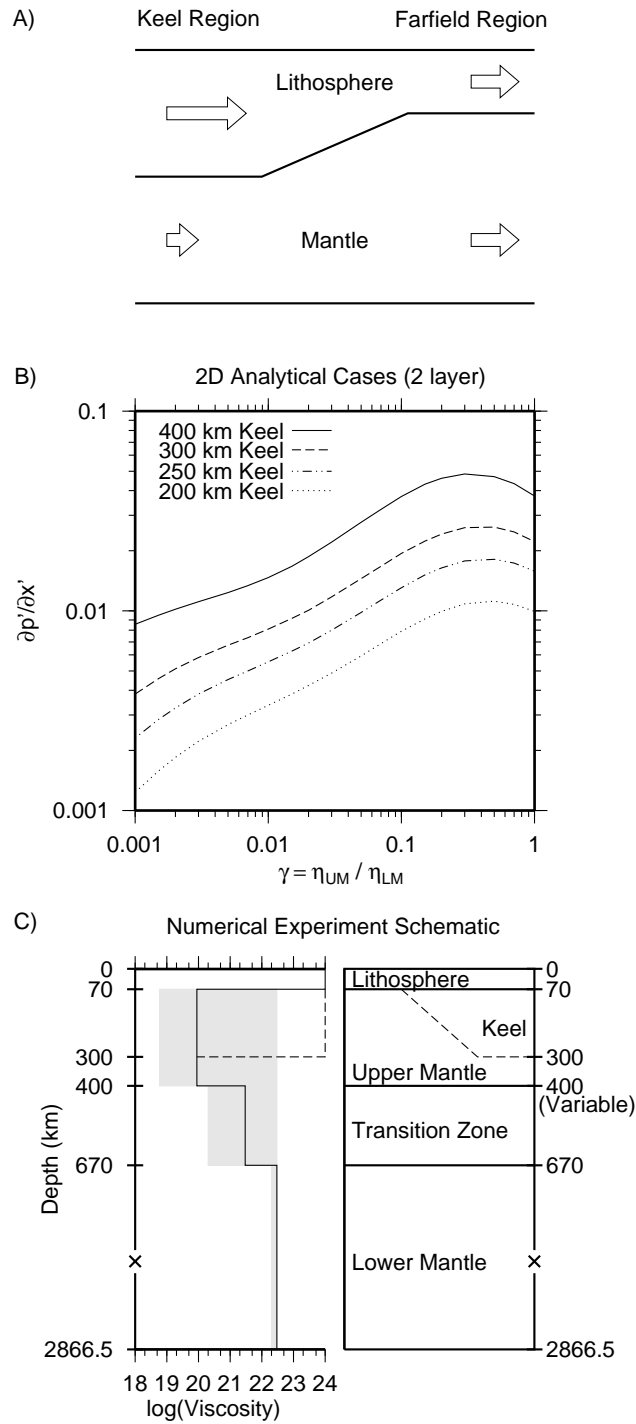 A)
Keel Region Farfield Region
Lithosphere
Mantle
B)
2D Analytical Cases (2 layer)
0.1
400 km Keel
300 km Keel
250 km Keel
200 km Keel
∂p'/∂x'
0.01
0.001
0.001 0.01 0.1 1
γ = ηUM / ηLM
C)
Numerical Experiment Schematic
0
70
300
400
670
2866.5
Depth (km)
18 19 20 21 22 23 24
log(Viscosity)
Lithosphere
Keel
Upper Mantle
Transition Zone
Lower Mantle
0
70
300
400
(Variable)
670
2866.5